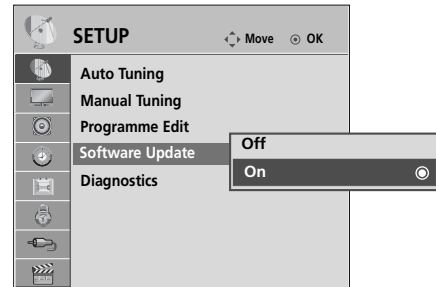 SETUP Move OK
Auto Tuning
Manual Tuning
Programme Edit
Software Update
Off
On
Diagnostics